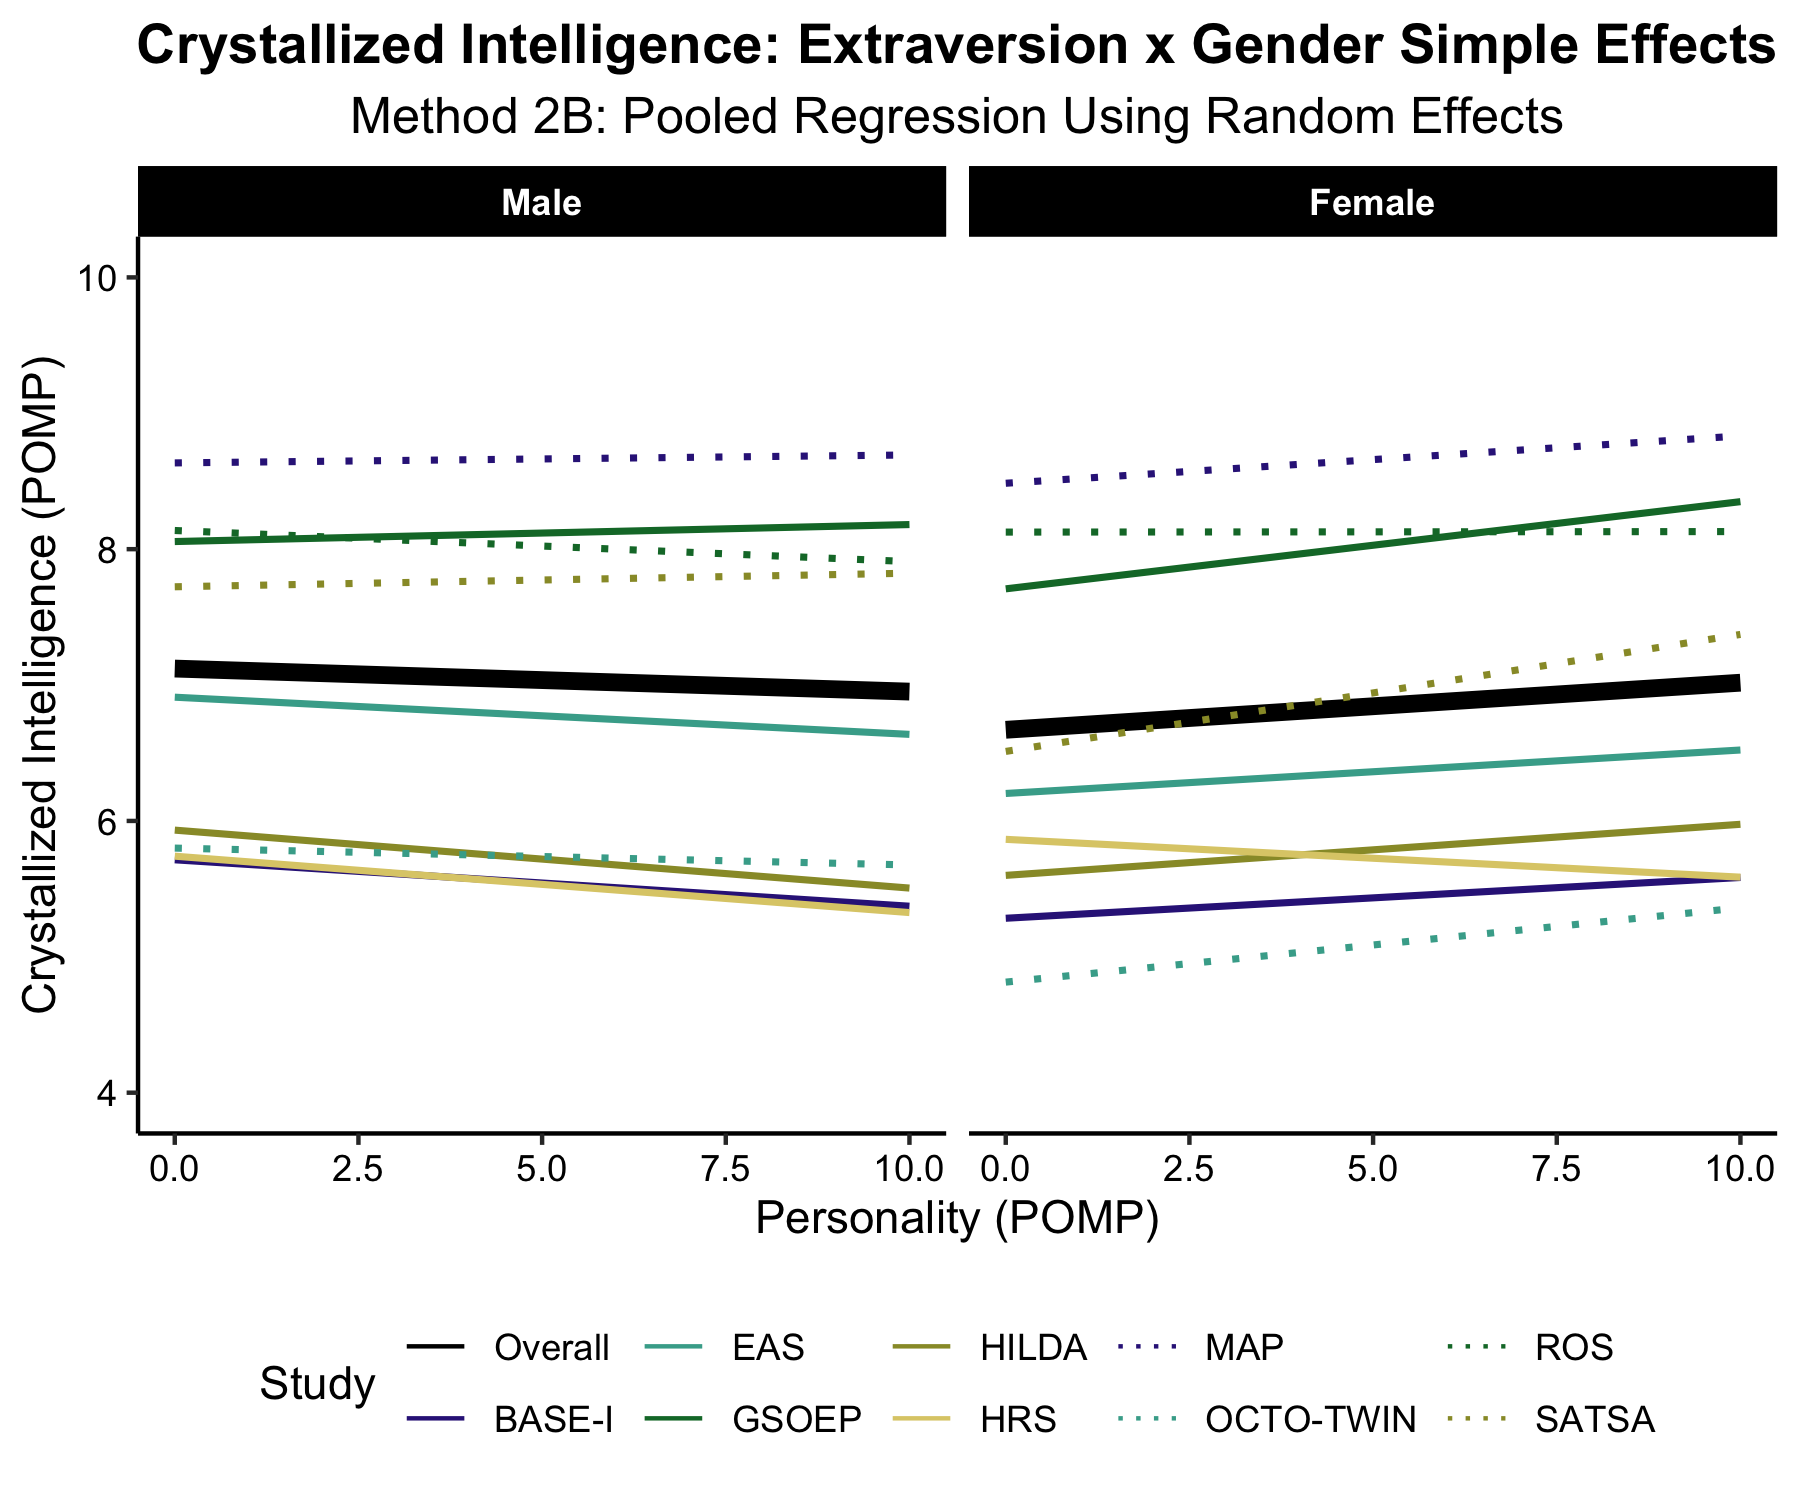 Crystallized Intelligence: Extraversion x Gender Simple Effects
Method 2B: Pooled Regression Using Random Effects
Male Female
Crystallized Intelligence (POMP)
10
8
6
4
0.0 2.5 5.0 7.5 10.0 0.0 2.5 5.0 7.5 10.0
Personality (POMP)
Study
Overall EAS HILDA MAP ROS
BASE-I GSOEP HRS OCTO-TWIN SATSA